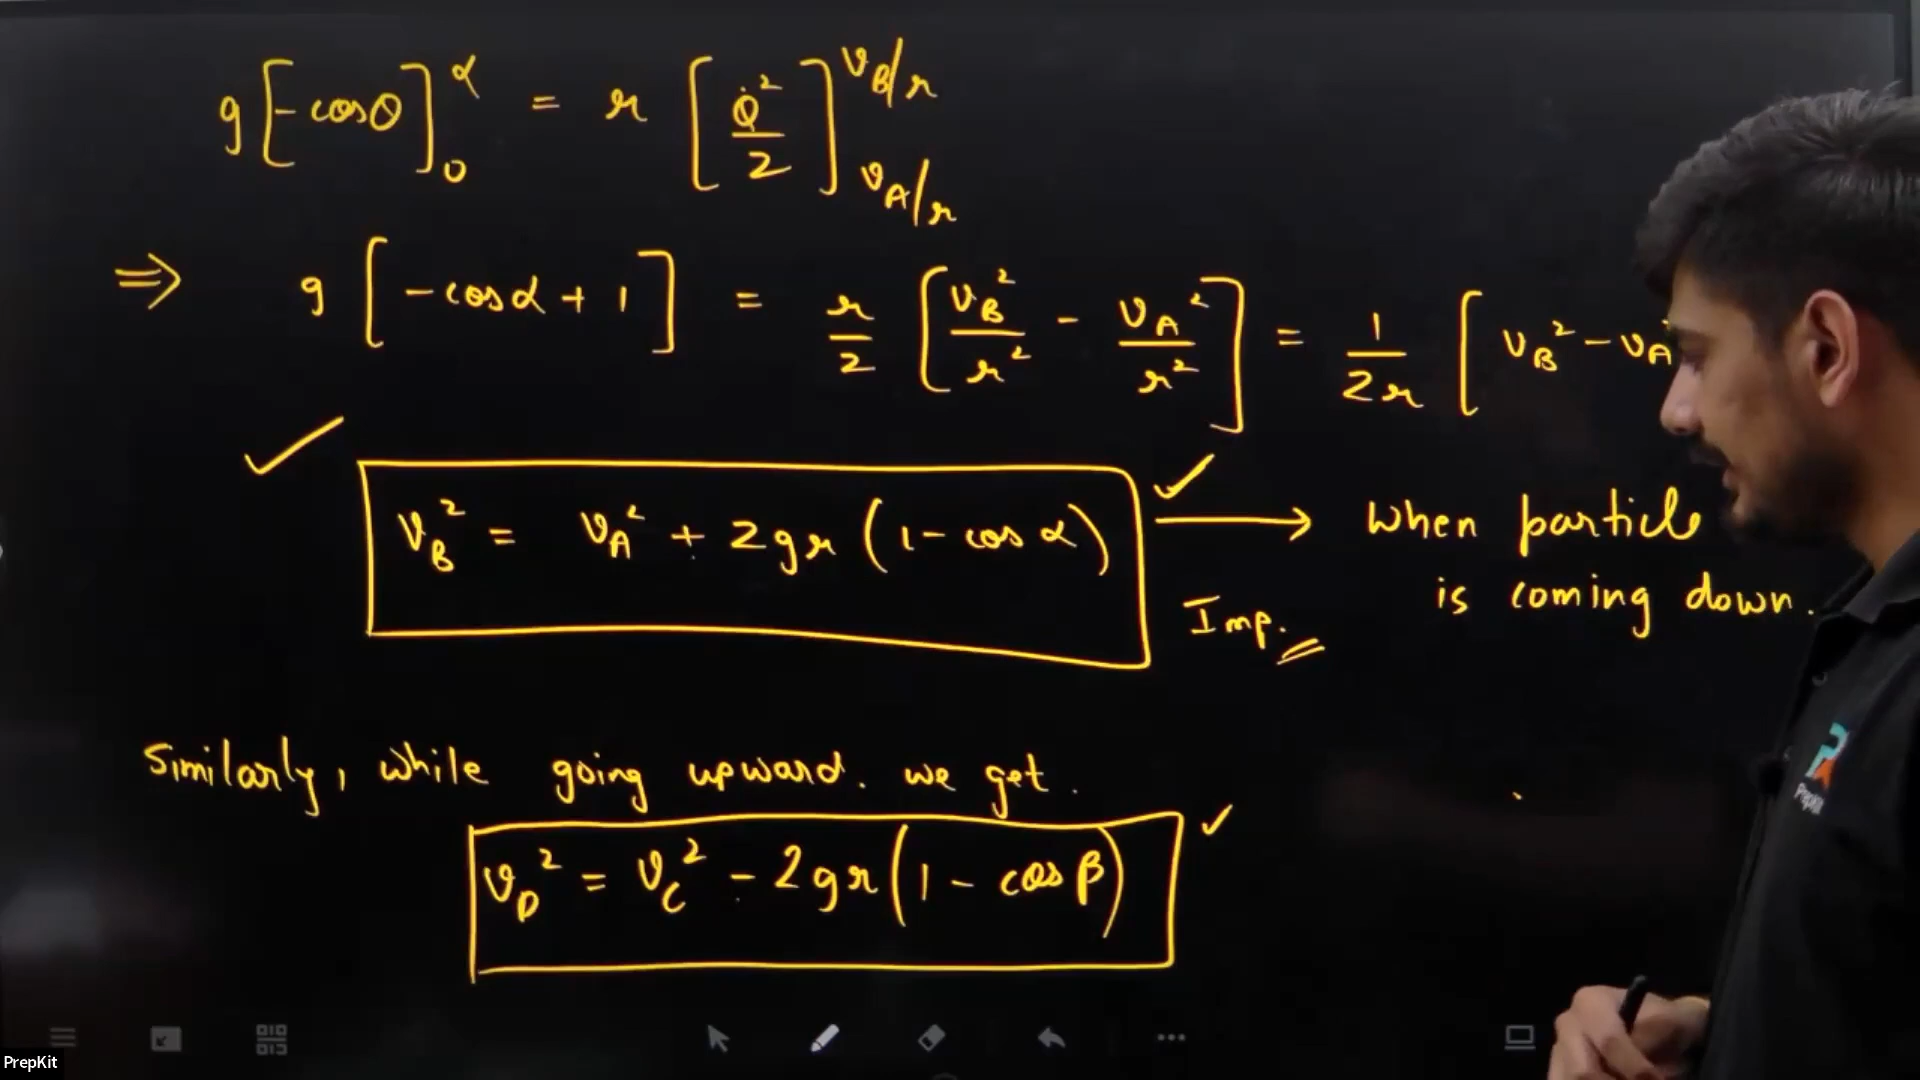 g[-cosθ]₀^α = r [θ̇²/2]_{v_A/r}^{v_B/r}
⇒ g[-cosα + 1] = r/2 [v_B²/r² - v_A²/r²] = 1/2r [v_B² - v_A²
v_B² = v_A² + 2gr (1 - cos α) → when particle
is coming down.
Imp.
Similarly, while going upward. we get.
v_D² = v_C² - 2gr(1 - cos β)
PrepKit
PrepKit